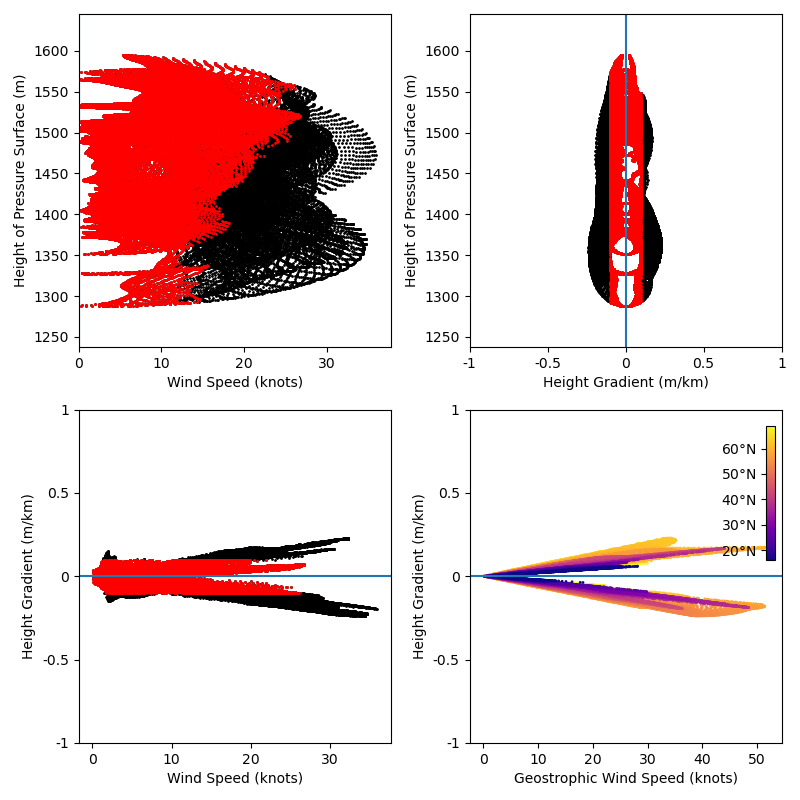 1600
1550
1500
1450
1400
1350
1300
1250
Height of Pressure Surface (m)
0 10 20 30
Wind Speed (knots)
1600
1550
1500
1450
1400
1350
1300
1250
Height of Pressure Surface (m)
-1 -0.5 0 0.5 1
Height Gradient (m/km)
1
0.5
0
-0.5
-1
Height Gradient (m/km)
0 10 20 30
Wind Speed (knots)
1
0.5
0
-0.5
-1
Height Gradient (m/km)
60°N
50°N
40°N
30°N
20°N
0 10 20 30 40 50
Geostrophic Wind Speed (knots)